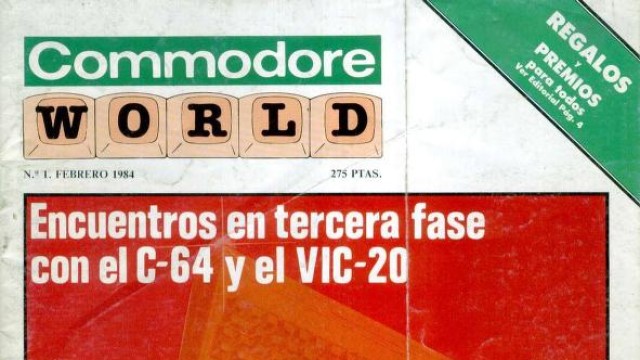 Commodore
WORLD
N.º 1. FEBRERO 1984
275 PTAS.
REGALOS
y
PREMIOS
para todos
Ver Editorial Pág. 4
Encuentros en tercera fase
con el C-64 y el VIC-20